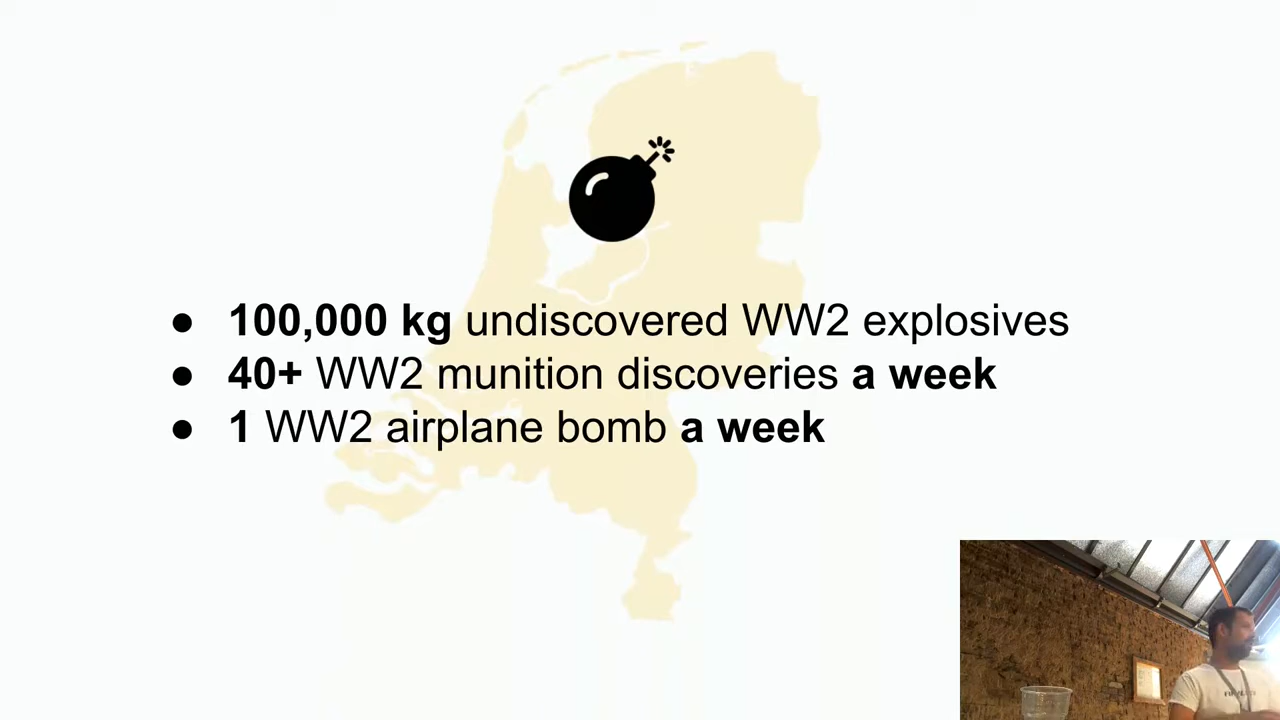 ● 100,000 kg undiscovered WW2 explosives
● 40+ WW2 munition discoveries a week
● 1 WW2 airplane bomb a week